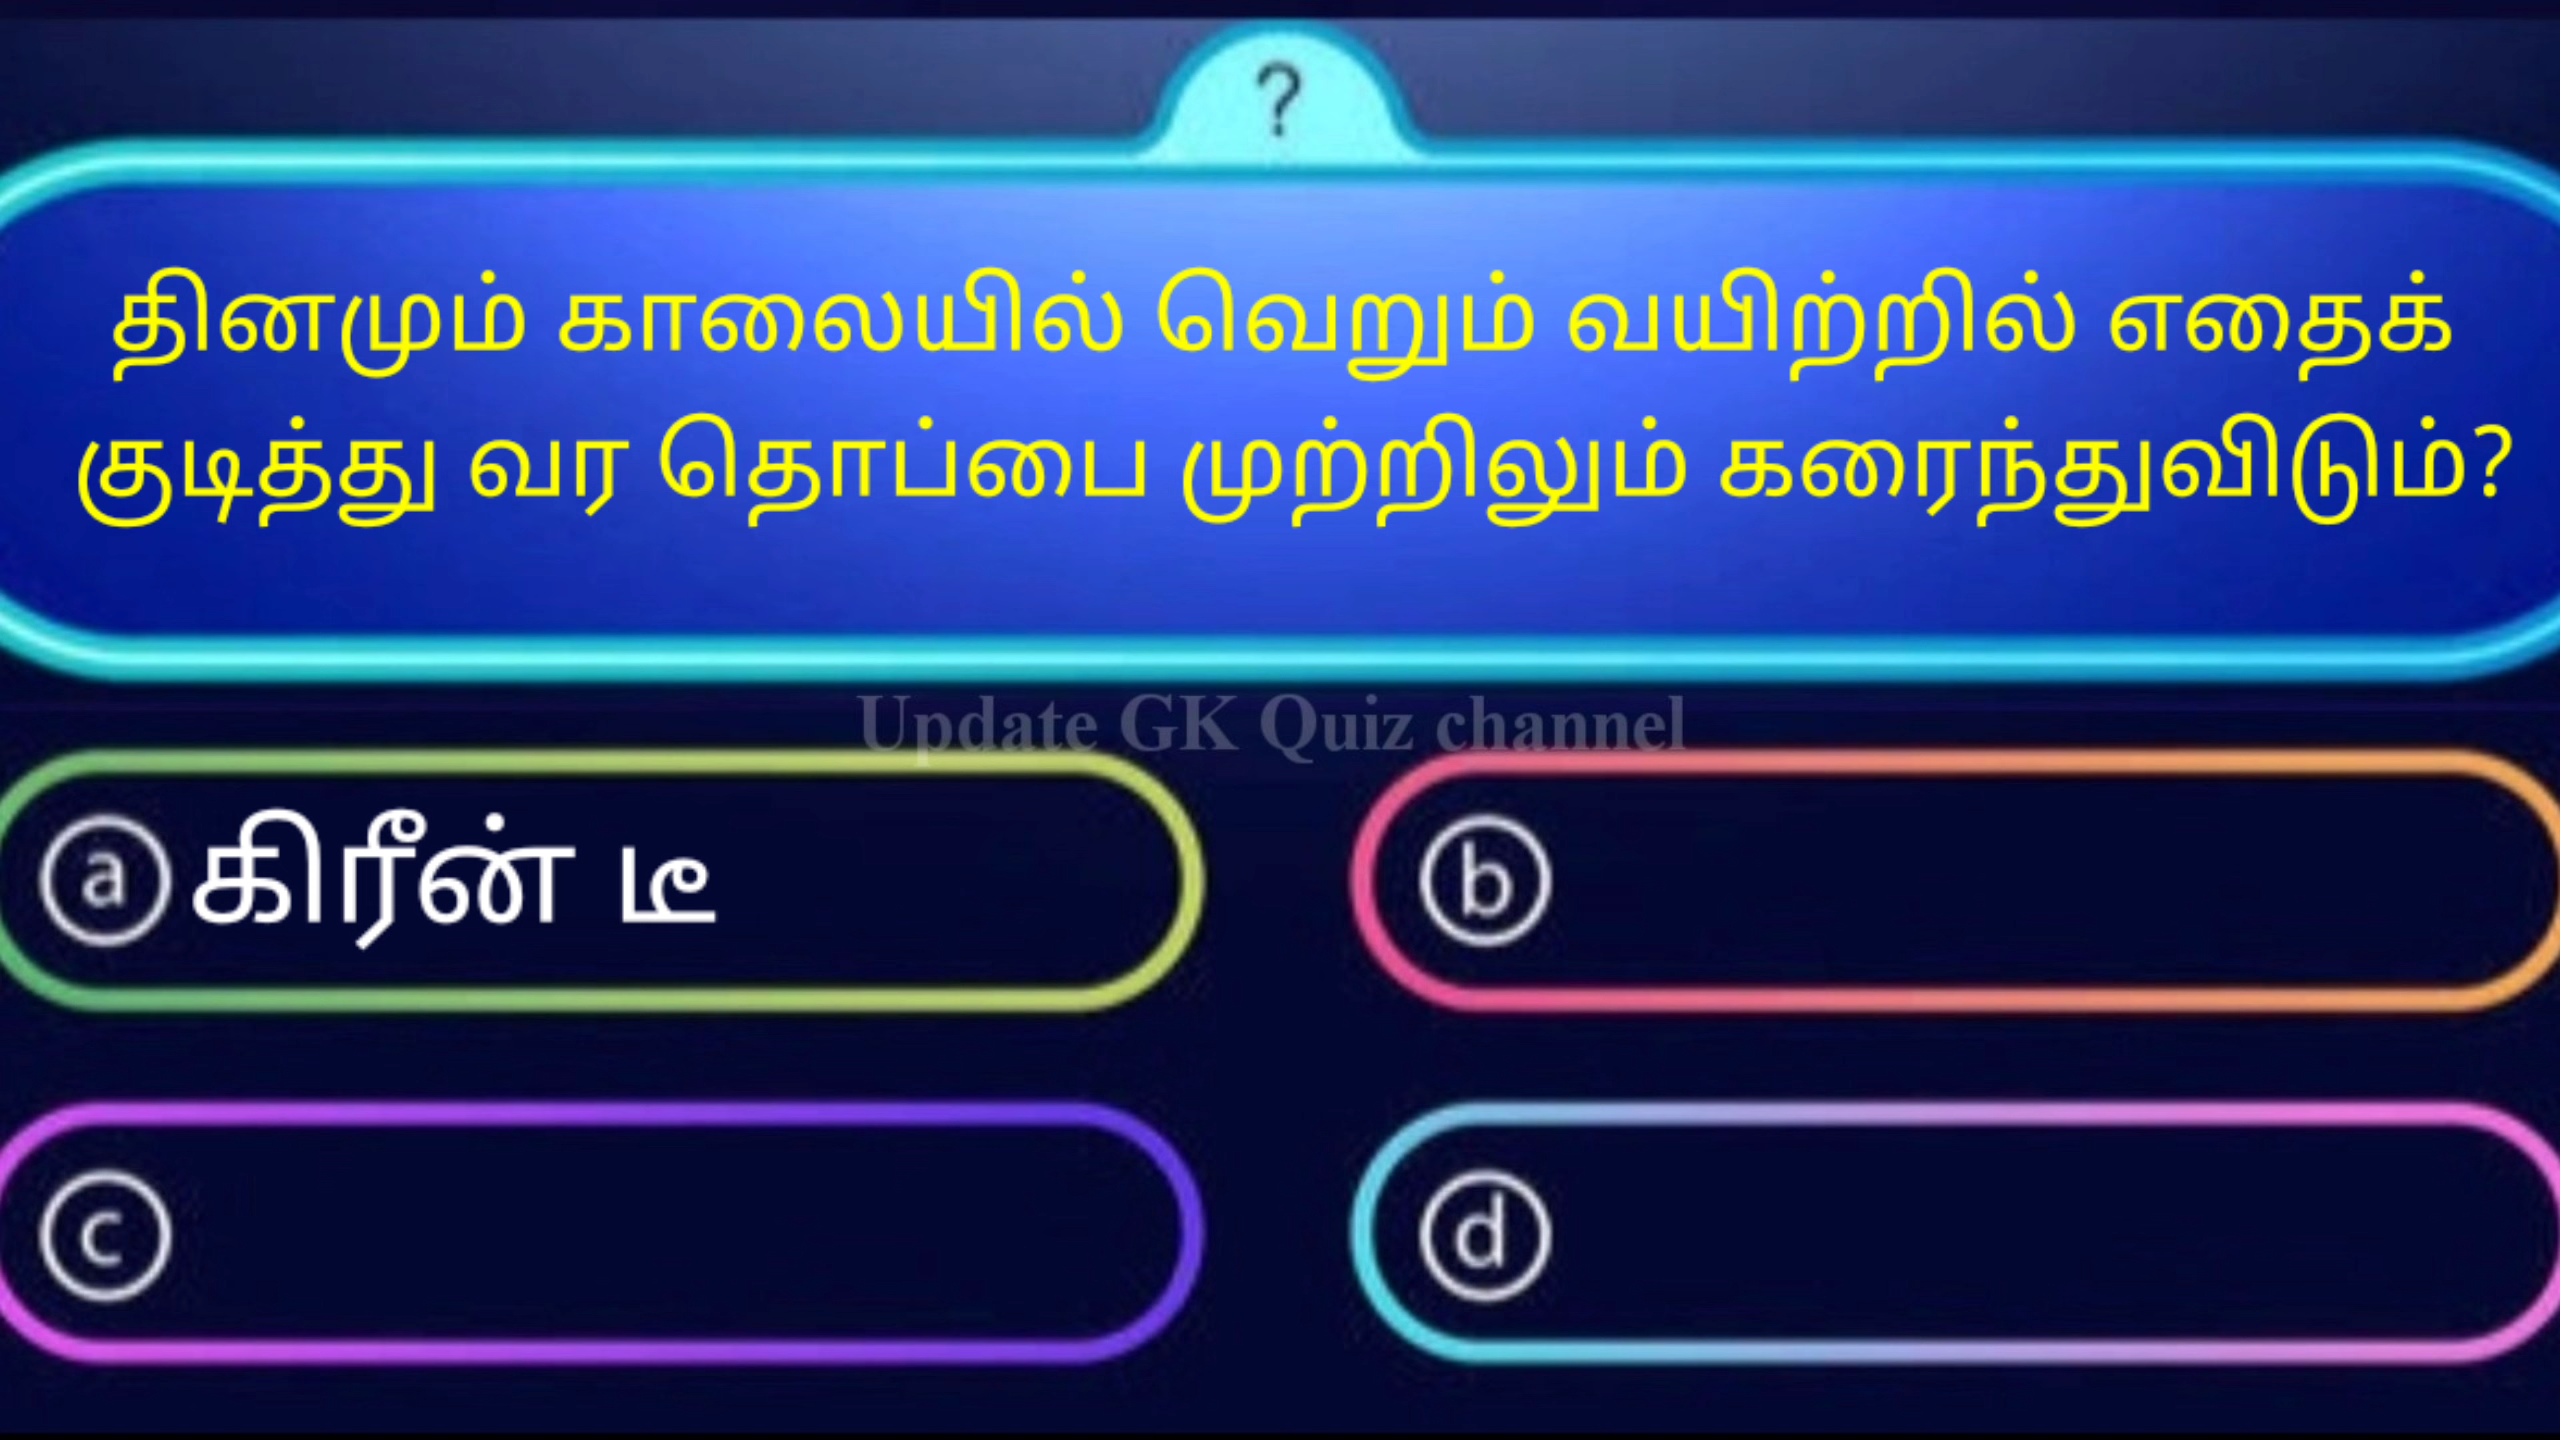 ?
தினமும் காலையில் வெறும் வயிற்றில் எதைக்
குடித்து வர தொப்பை முற்றிலும் கரைந்துவிடும்?
Update GK Quiz channel
a கிரீன் டீ
b
c
d